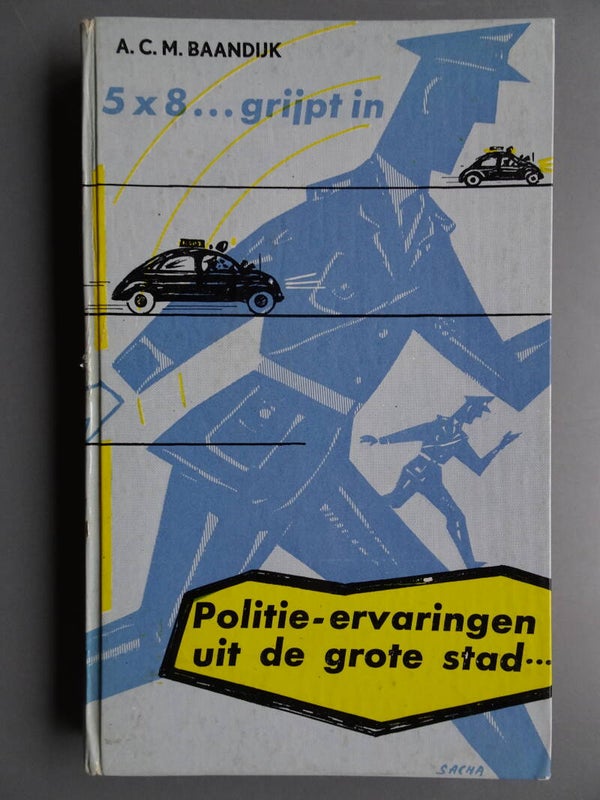 A. C. M. BAANDIJK
5 x 8... grijpt in
Politie-ervaringen
uit de grote stad...
SACHA